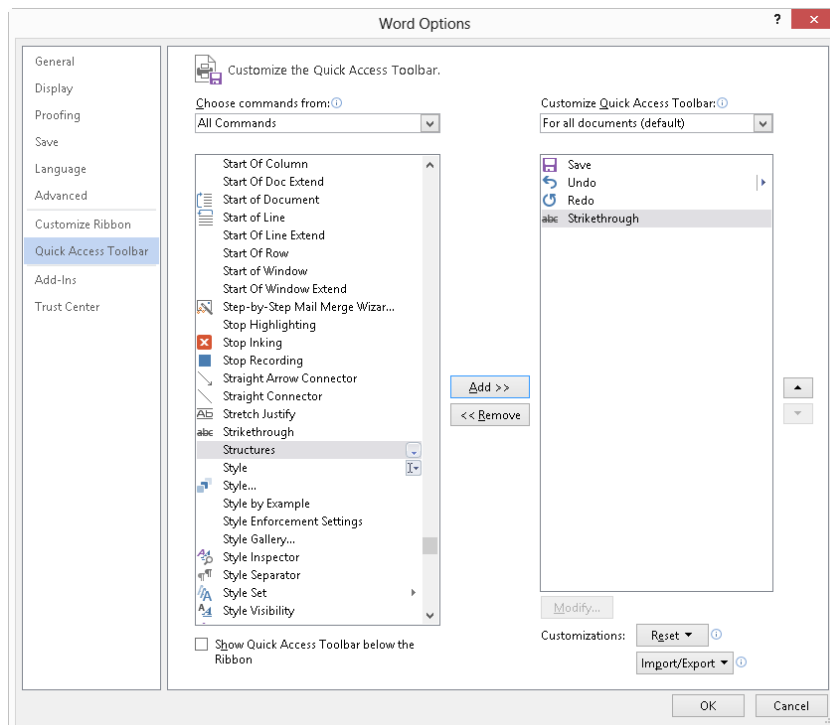 Word Options
?
×
General
Display
Proofing
Save
Language
Advanced
Customize Ribbon
Quick Access Toolbar
Add-Ins
Trust Center
Customize the Quick Access Toolbar.
Choose commands from:
All Commands
Start Of Column
Start Of Doc Extend
Start of Document
Start of Line
Start Of Line Extend
Start Of Row
Start of Window
Start Of Window Extend
Step-by-Step Mail Merge Wizar...
Stop Highlighting
Stop Inking
Stop Recording
Straight Arrow Connector
Straight Connector
Stretch Justify
abc Strikethrough
Structures
Style
Style...
Style by Example
Style Enforcement Settings
Style Gallery...
Style Inspector
Style Separator
Style Set
Style Visibility
Show Quick Access Toolbar below the
Ribbon
Add >>
<< Remove
Customize Quick Access Toolbar:
For all documents (default)
Save
Undo
Redo
abc Strikethrough
Modify...
Customizations:
Reset
Import/Export
OK
Cancel